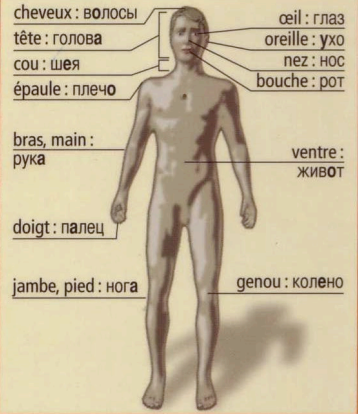 cheveux : волосы
tête : голова
cou : шея
épaule : плечо
bras, main :
рука
doigt : палец
jambe, pied : нога
œil : глаз
oreille : ухо
nez : нос
bouche : рот
ventre :
живот
genou : колено